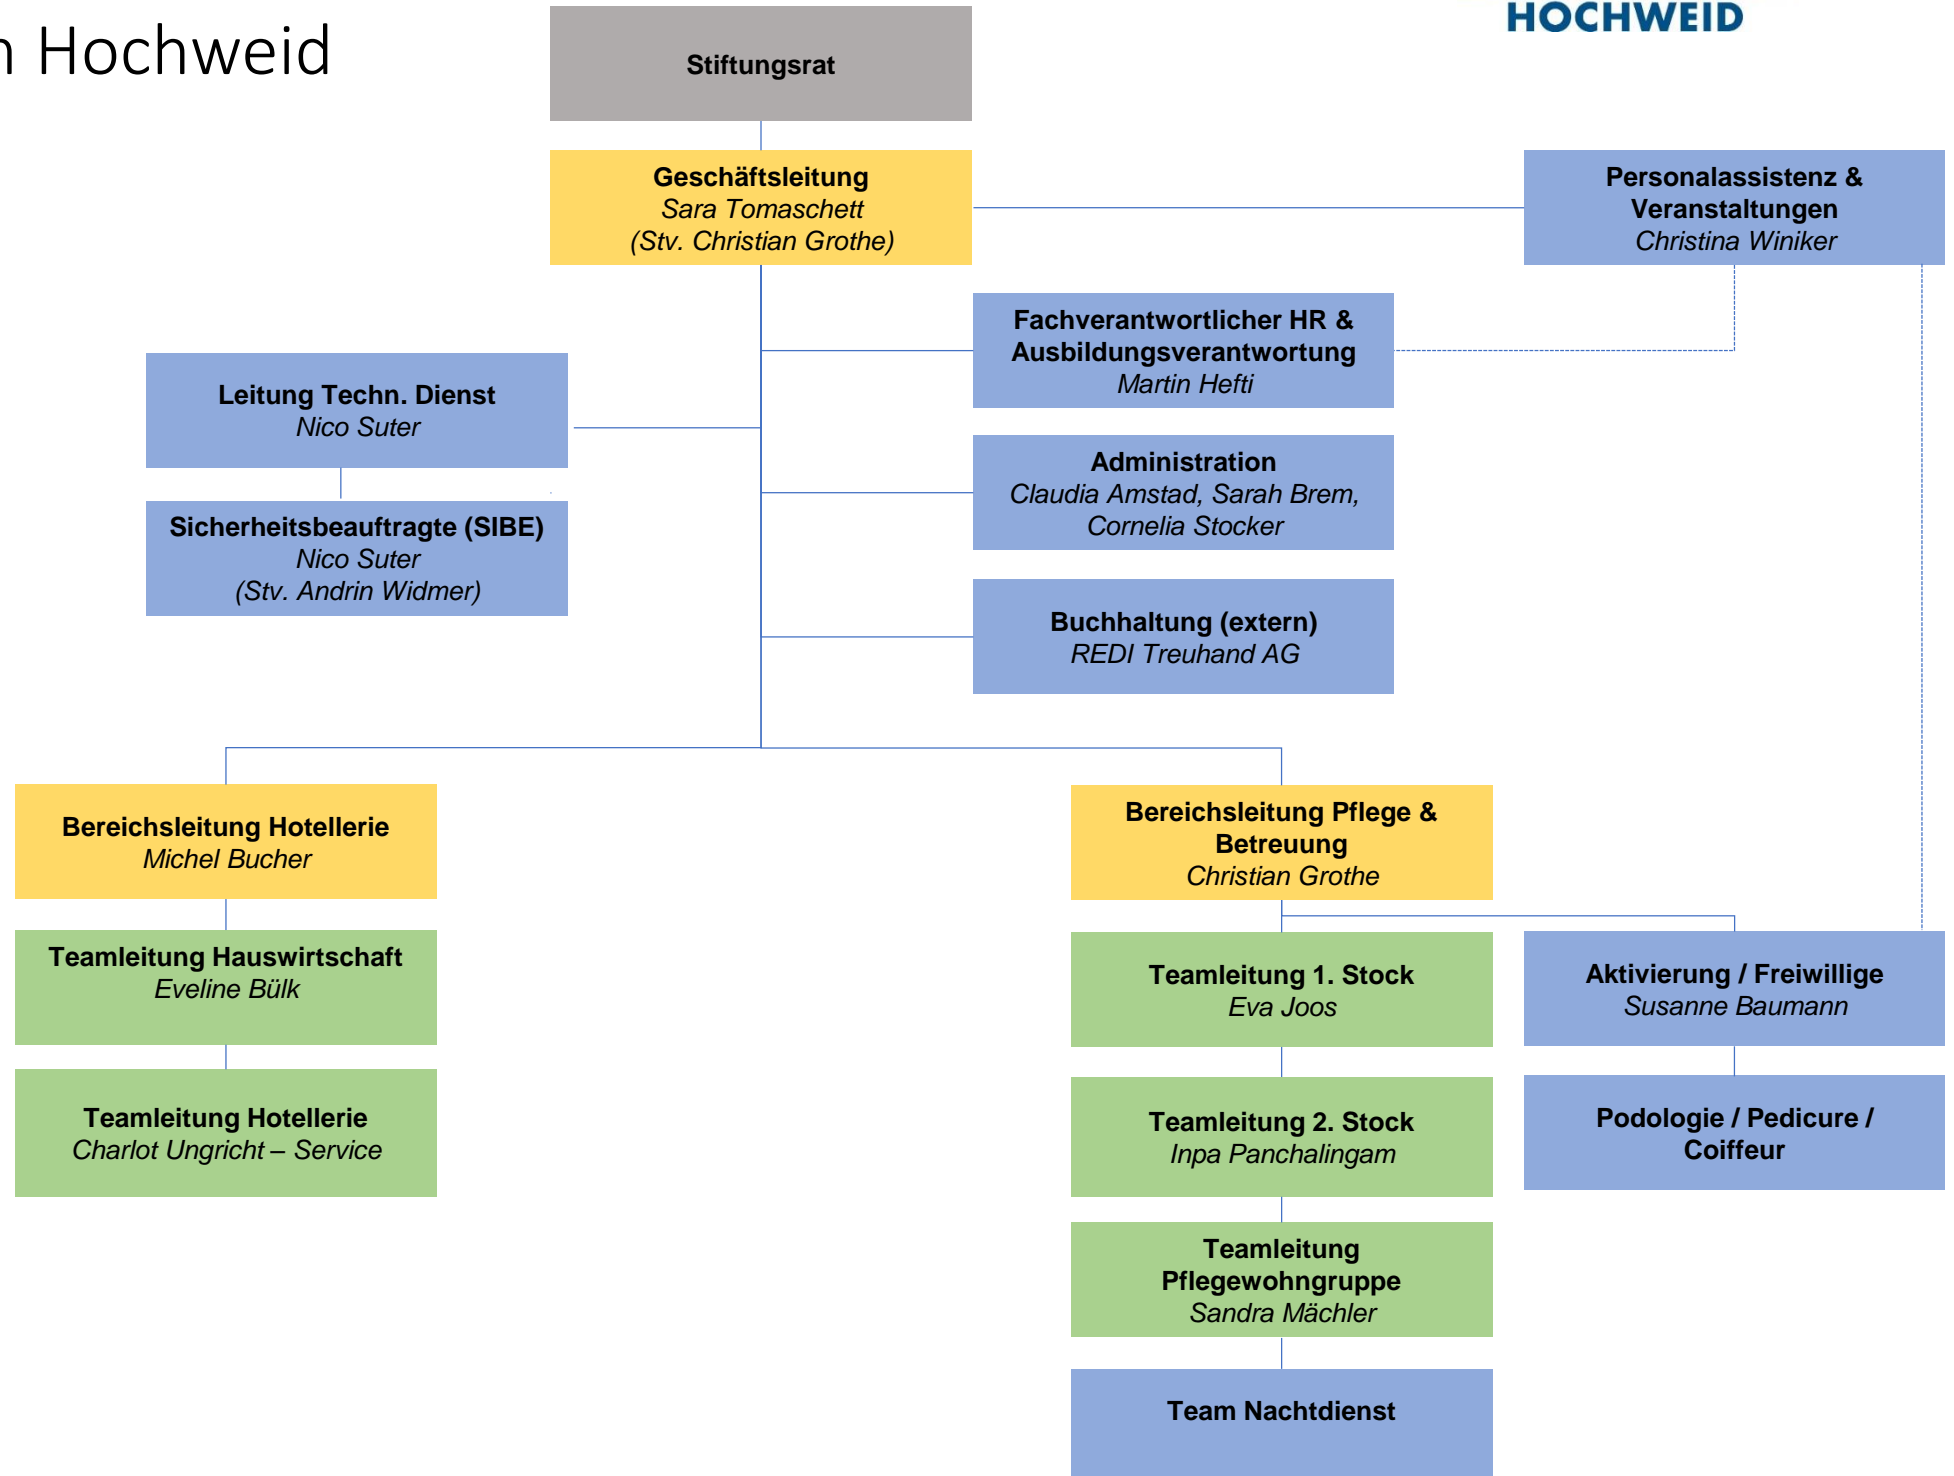 n Hochweid
HOCHWEID
Stiftungsrat
Geschäftsleitung
Sara Tomaschett
(Stv. Christian Grothe)
Personalassistenz &
Veranstaltungen
Christina Winiker
Fachverantwortlicher HR &
Ausbildungsverantwortung
Martin Hefti
Leitung Techn. Dienst
Nico Suter
Administration
Claudia Amstad, Sarah Brem,
Cornelia Stocker
Sicherheitsbeauftragte (SIBE)
Nico Suter
(Stv. Andrin Widmer)
Buchhaltung (extern)
REDI Treuhand AG
Bereichsleitung Hotellerie
Michel Bucher
Bereichsleitung Pflege &
Betreuung
Christian Grothe
Teamleitung Hauswirtschaft
Eveline Bülk
Teamleitung 1. Stock
Eva Joos
Aktivierung / Freiwillige
Susanne Baumann
Teamleitung Hotellerie
Charlot Ungricht – Service
Teamleitung 2. Stock
Inpa Panchalingam
Podologie / Pedicure /
Coiffeur
Teamleitung
Pflegewohngruppe
Sandra Mächler
Team Nachtdienst